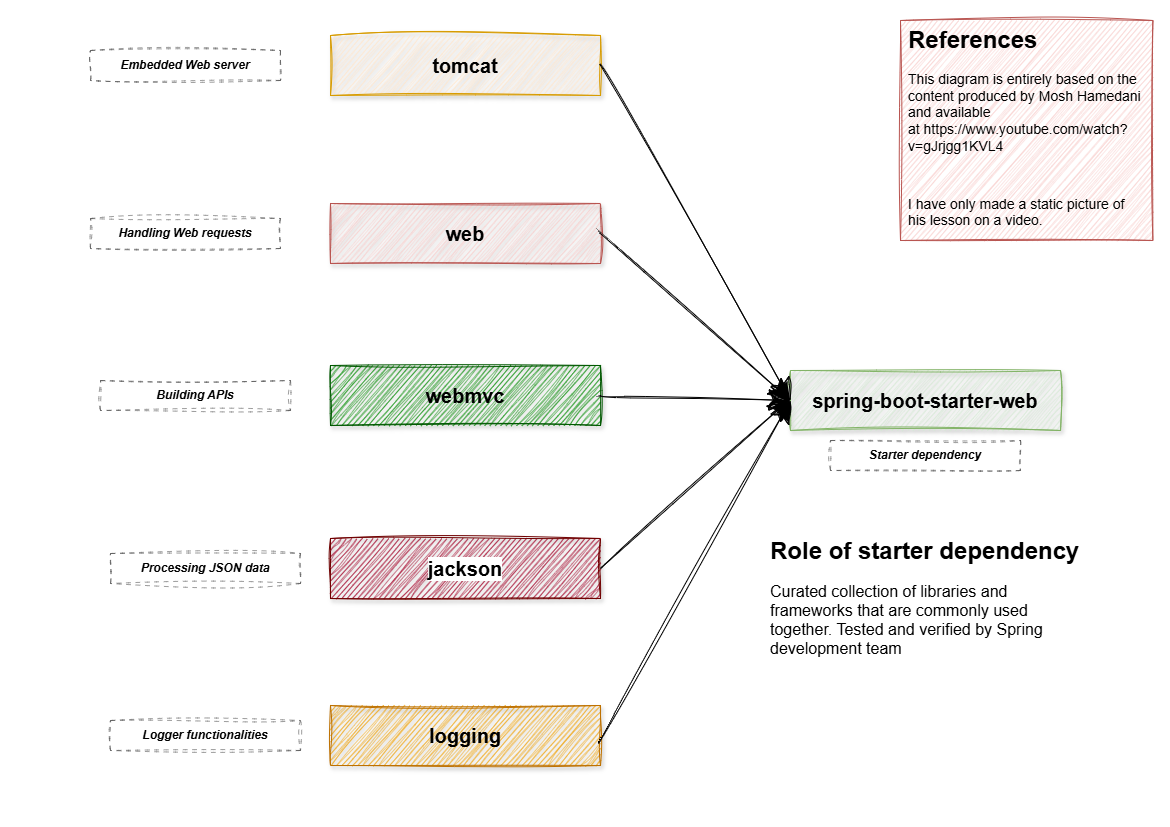 Embedded Web server
tomcat
References
This diagram is entirely based on the
content produced by Mosh Hamedani
and available
at https://www.youtube.com/watch?
v=gJrjgg1KVL4
I have only made a static picture of
his lesson on a video.
Handling Web requests
web
Building APIs
webmvc
spring-boot-starter-web
Starter dependency
Processing JSON data
jackson
Role of starter dependency
Curated collection of libraries and
frameworks that are commonly used
together. Tested and verified by Spring
development team
Logger functionalities
logging